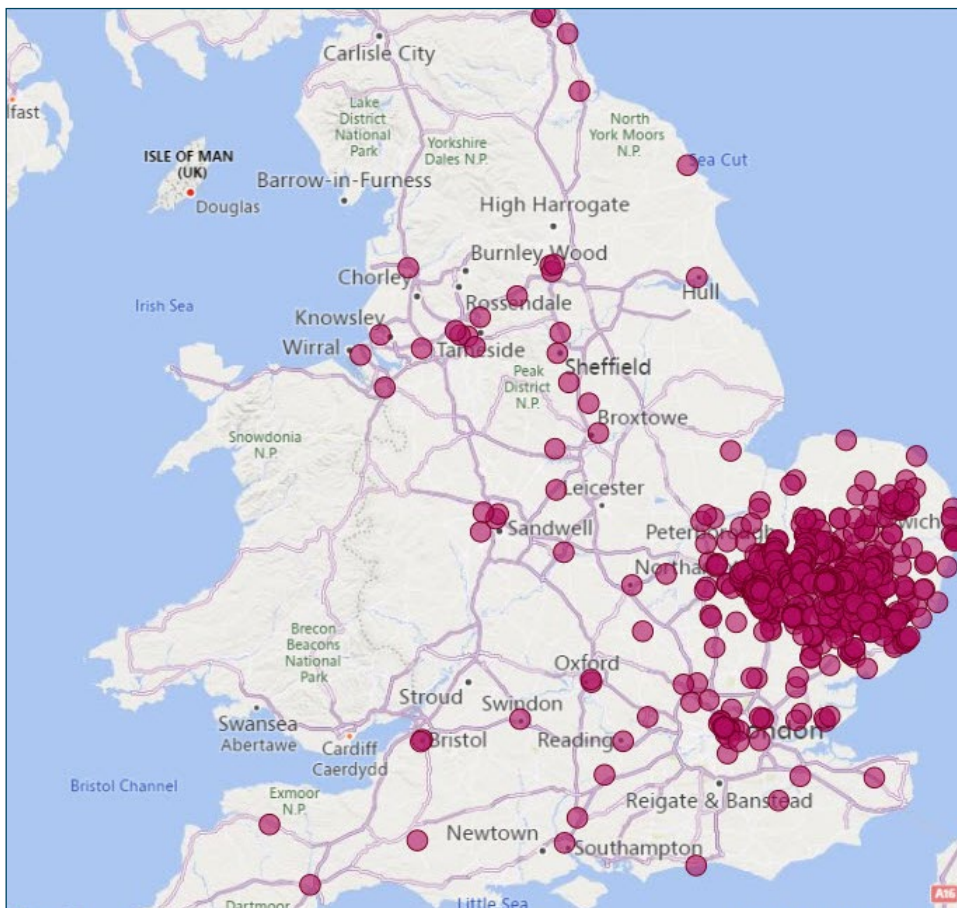 Carlisle City
lfast
Lake
District
National
Park
North
York Moors
N.P.
Yorkshire
Dales N.P.
Sea Cut
ISLE OF MAN
(UK)
Douglas
Barrow-in-Furness
High Harrogate
Burnley Wood
Chorley
Hull
Irish Sea
Rossendale
Knowsley
Wirral
Tameside
Peak
District
N.P.
Sheffield
Broxtowe
Snowdonia
N.P.
Leicester
Peterborough
wich
Sandwell
Northa
Brecon
Beacons
National
Park
Oxford
Stroud
Swindon
Swansea
Abertawe
Cardiff
Caerdydd
Bristol
Reading
London
Bristol Channel
Exmoor
N.P.
Reigate & Banstead
Newtown
Southampton
Dartmoor
Little Sea
A16